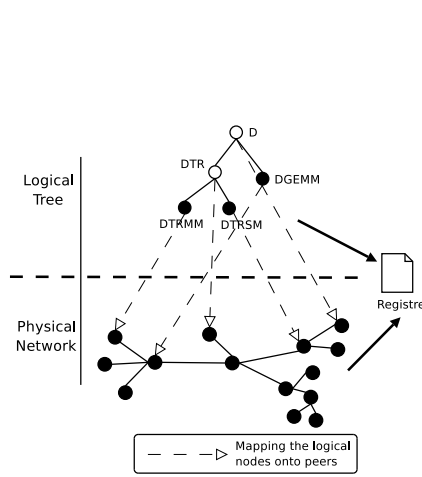 D
DTR
DGEMM
Logical
Tree
DTRMM
DTRSM
Registre
Physical
Network
Mapping the logical
nodes onto peers